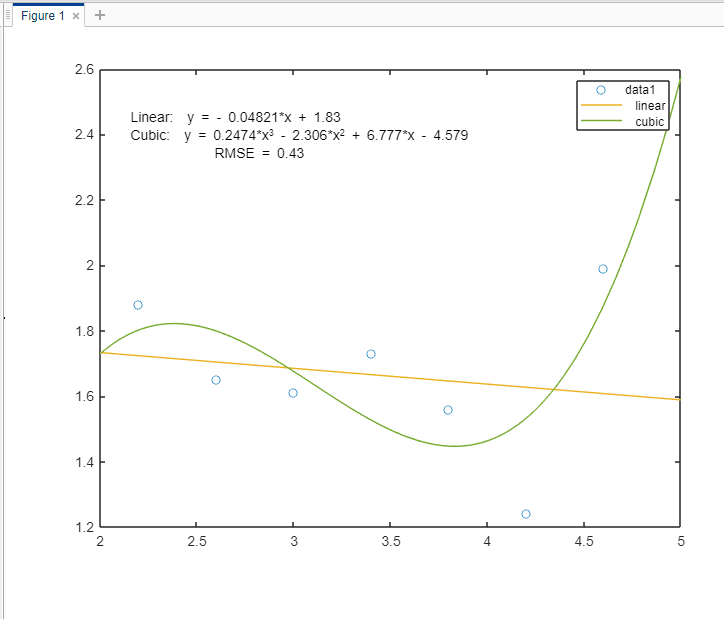 Figure 1
2.6
2.4
2.2
2
1.8
1.6
1.4
1.2
Linear: y = - 0.04821*x + 1.83
Cubic: y = 0.2474*x³ - 2.306*x² + 6.777*x - 4.579
RMSE = 0.43
data1
linear
cubic
2 2.5 3 3.5 4 4.5 5